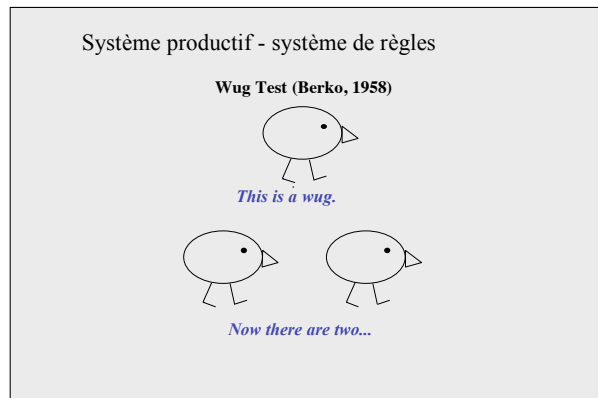 Système productif - système de règles
Wug Test (Berko, 1958)
This is a wug.
Now there are two...